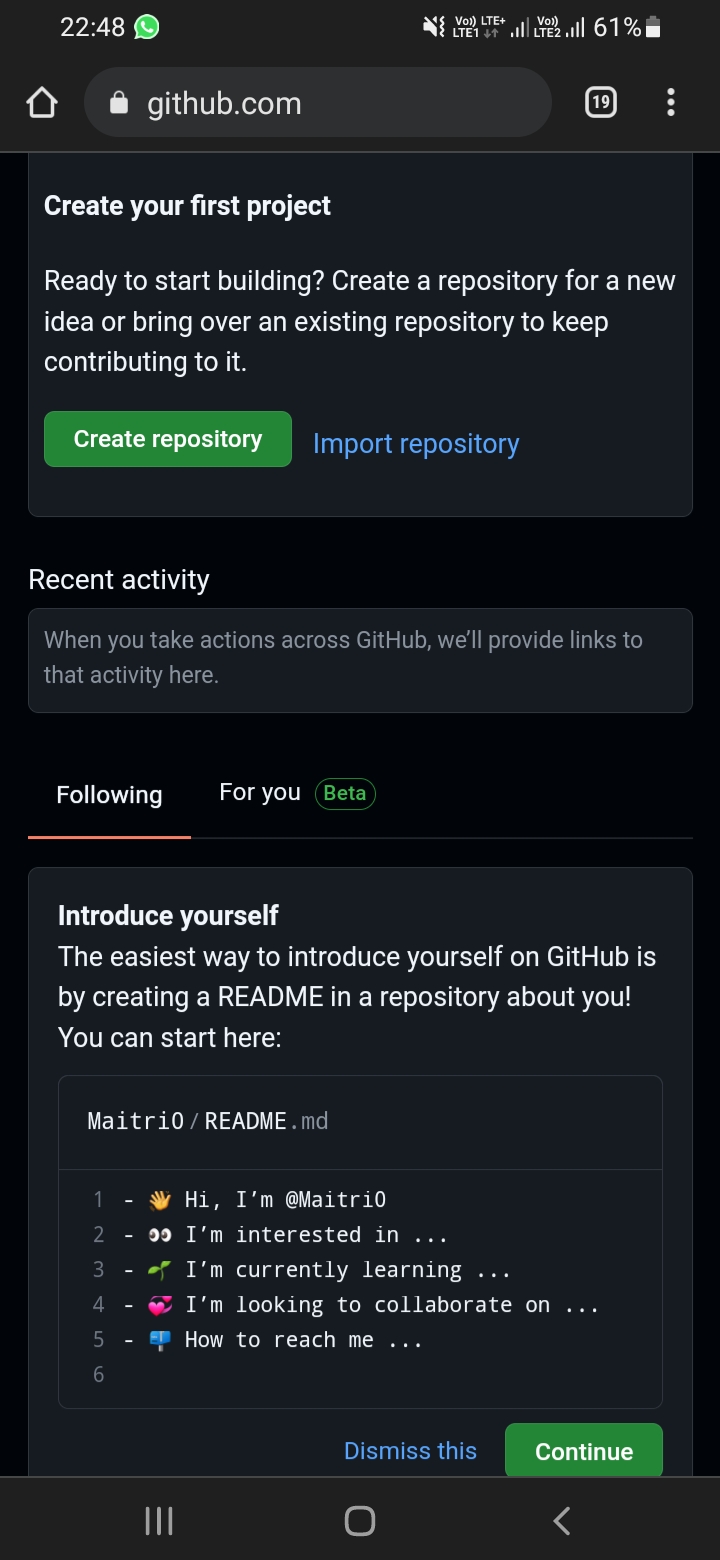 22:48
Vo) LTE+
LTE1
Vo)
LTE2
61%
github.com
19
Create your first project
Ready to start building? Create a repository for a new
idea or bring over an existing repository to keep
contributing to it.
Create repository
Import repository
Recent activity
When you take actions across GitHub, we’ll provide links to
that activity here.
Following
For you
Beta
Introduce yourself
The easiest way to introduce yourself on GitHub is
by creating a README in a repository about you!
You can start here:
MaitriO / README.md
1 - 👋 Hi, I’m @MaitriO
2 - 👀 I’m interested in ...
3 - 🌱 I’m currently learning ...
4 - 💞️ I’m looking to collaborate on ...
5 - 📫 How to reach me ...
6
Dismiss this
Continue